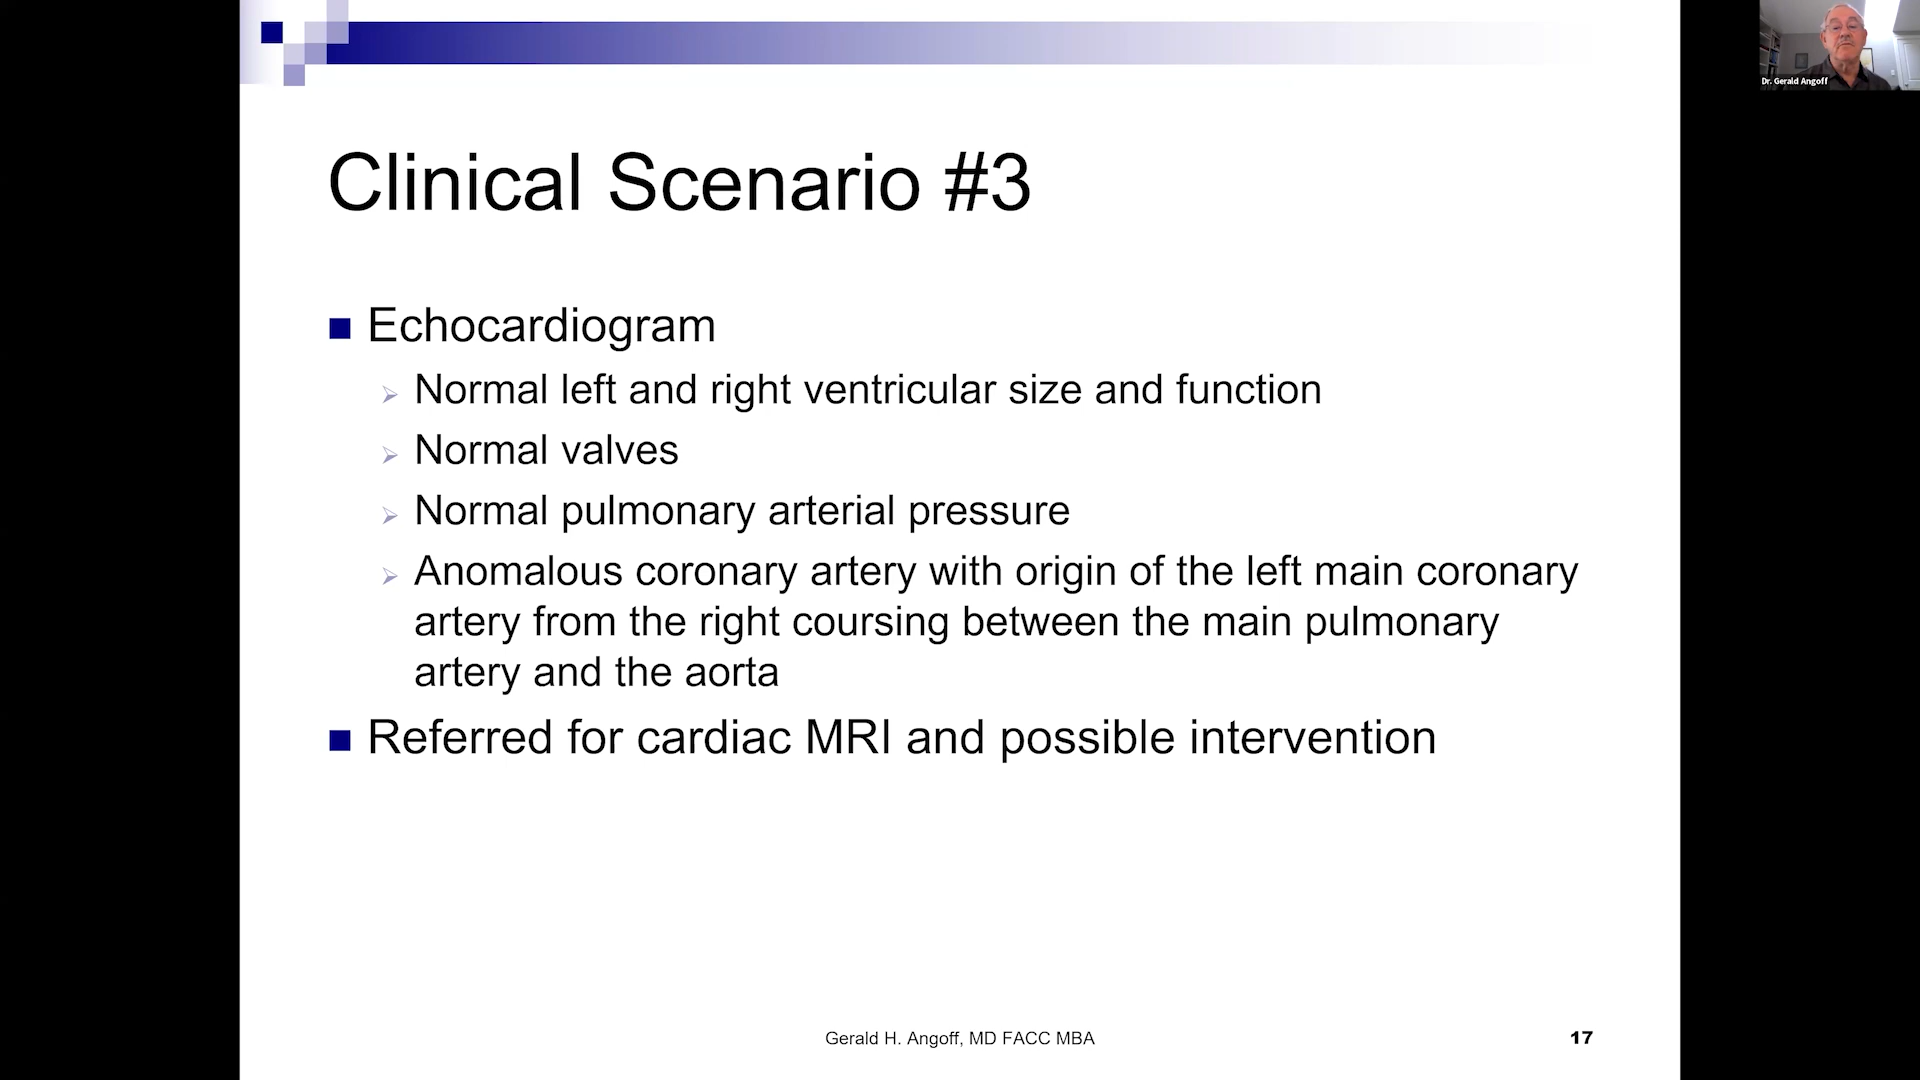 Dr. Gerald Angoff
Clinical Scenario #3
Echocardiogram
Normal left and right ventricular size and function
Normal valves
Normal pulmonary arterial pressure
Anomalous coronary artery with origin of the left main coronary
artery from the right coursing between the main pulmonary
artery and the aorta
Referred for cardiac MRI and possible intervention
Gerald H. Angoff, MD FACC MBA
17